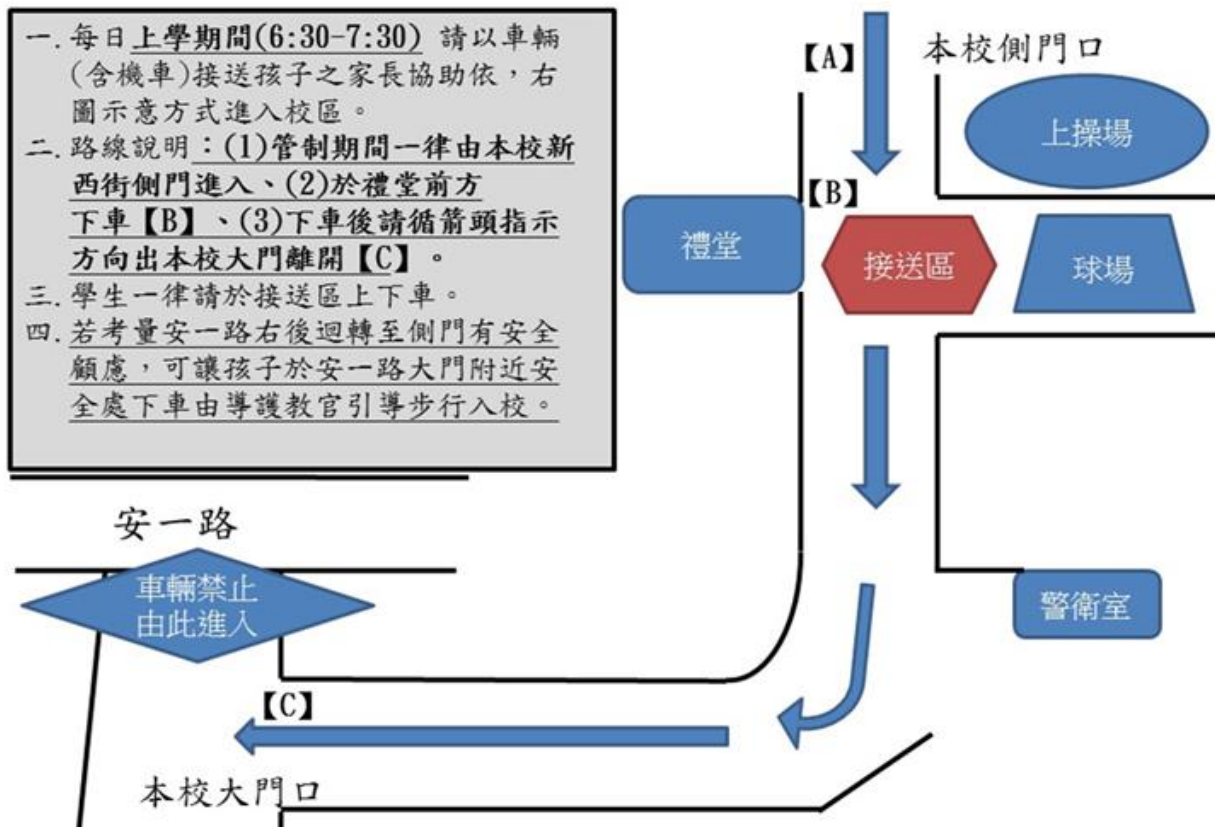 一. 每日上學期間(6:30-7:30) 請以車輛
(含機車)接送孩子之家長協助依，右
圖示意方式進入校區。
二. 路線說明：(1)管制期間一律由本校新
西街側門進入、(2)於禮堂前方
下車【B】、(3)下車後請循箭頭指示
方向出本校大門離開【C】。
三. 學生一律請於接送區上下車。
四. 若考量安一路右後迴轉至側門有安全
顧慮，可讓孩子於安一路大門附近安
全處下車由導護教官引導步行入校。
【A】
本校側門口
上操場
【B】
禮堂
接送區
球場
安一路
車輛禁止
由此進入
警衛室
【C】
本校大門口